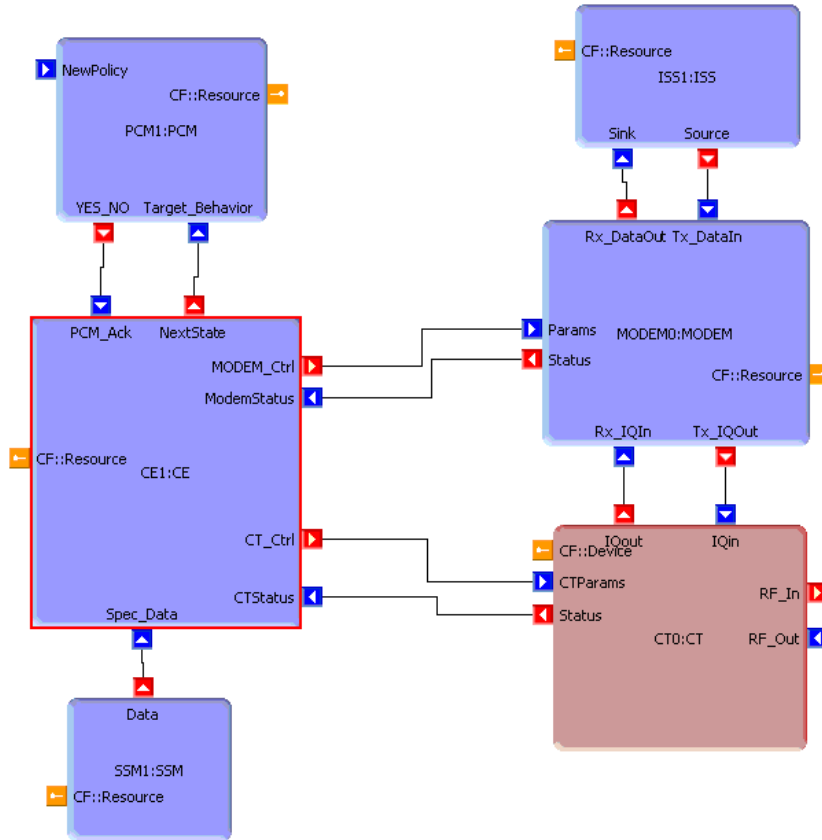 NewPolicy
CF::Resource
PCM1:PCM
YES_NO Target_Behavior
CF::Resource
ISS1:ISS
Sink Source
PCM_Ack NextState
MODEM_Ctrl
ModemStatus
CF::Resource
CE1:CE
CT_Ctrl
CTStatus
Spec_Data
Rx_DataOut Tx_DataIn
Params
MODEM0:MODEM
Status
CF::Resource
Rx_IQIn Tx_IQOut
IQout IQin
CF::Device
CTParams
RF_In
Status
CT0:CT
RF_Out
Data
SSM1:SSM
CF::Resource